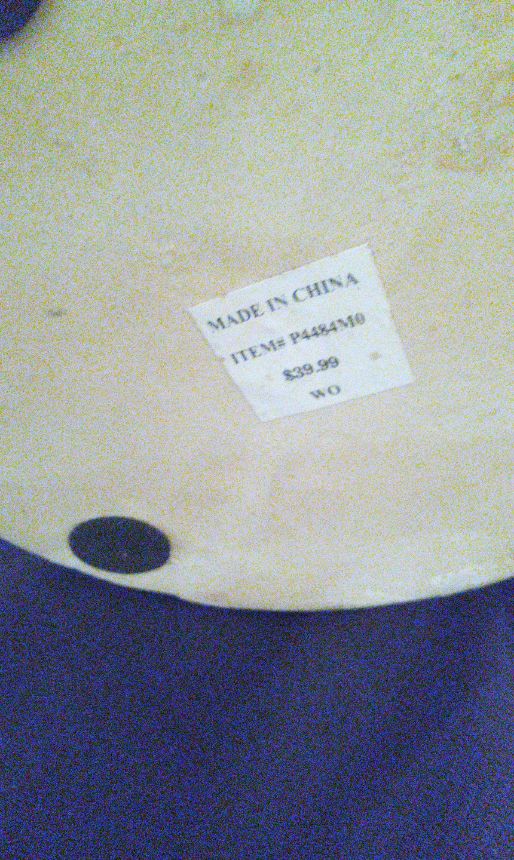 MADE IN CHINA
ITEM# P4484M0
$39.99
WO